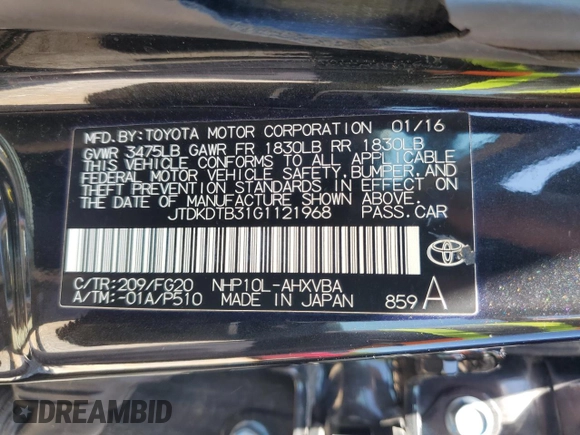 MFD. BY: TOYOTA MOTOR CORPORATION 01/16
GVWR 3475LB GAWR FR 1830LB RR 1830LB
THIS VEHICLE CONFORMS TO ALL APPLICABLE
FEDERAL MOTOR VEHICLE SAFETY, BUMPER, AND
THEFT PREVENTION STANDARDS IN EFFECT ON
THE DATE OF MANUFACTURE SHOWN ABOVE.
JTDKDTB31G1121968 PASS. CAR
C/TR: 209/FG20 NHP10L-AHXVBA
A/TM: -01A/P510 MADE IN JAPAN 859 A
DREAMBID